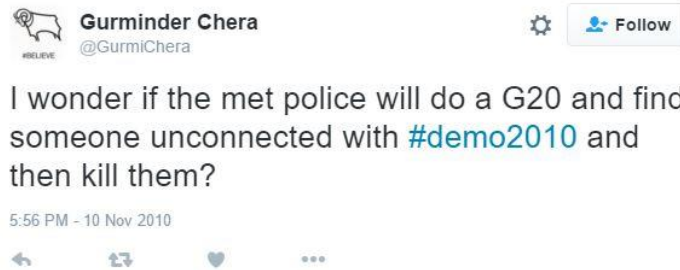 Gurminder Chera
@GurmiChera
#BELIEVE
Follow
I wonder if the met police will do a G20 and find
someone unconnected with #demo2010 and
then kill them?
5:56 PM - 10 Nov 2010